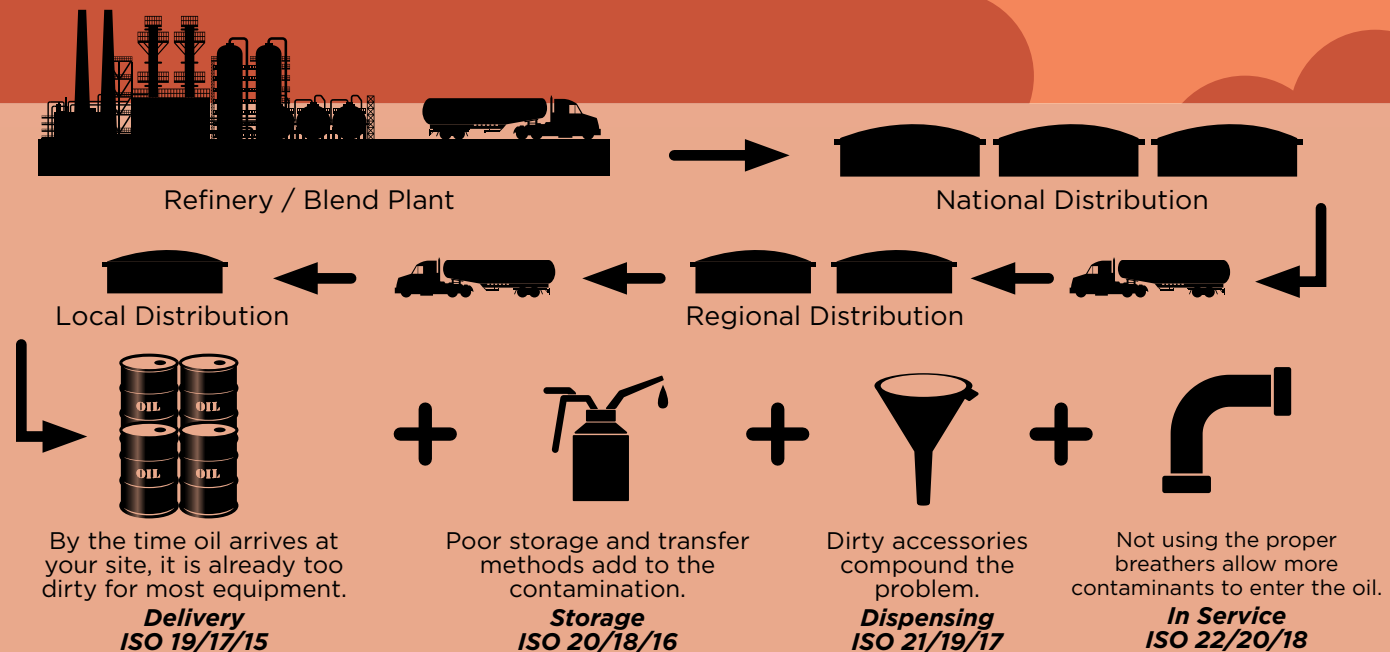 Refinery / Blend Plant
National Distribution
Local Distribution
Regional Distribution
OIL OIL
OIL OIL
By the time oil arrives at
your site, it is already too
dirty for most equipment.
Delivery
ISO 19/17/15
Poor storage and transfer
methods add to the
contamination.
Storage
ISO 20/18/16
Dirty accessories
compound the
problem.
Dispensing
ISO 21/19/17
Not using the proper
breathers allow more
contaminants to enter the oil.
In Service
ISO 22/20/18